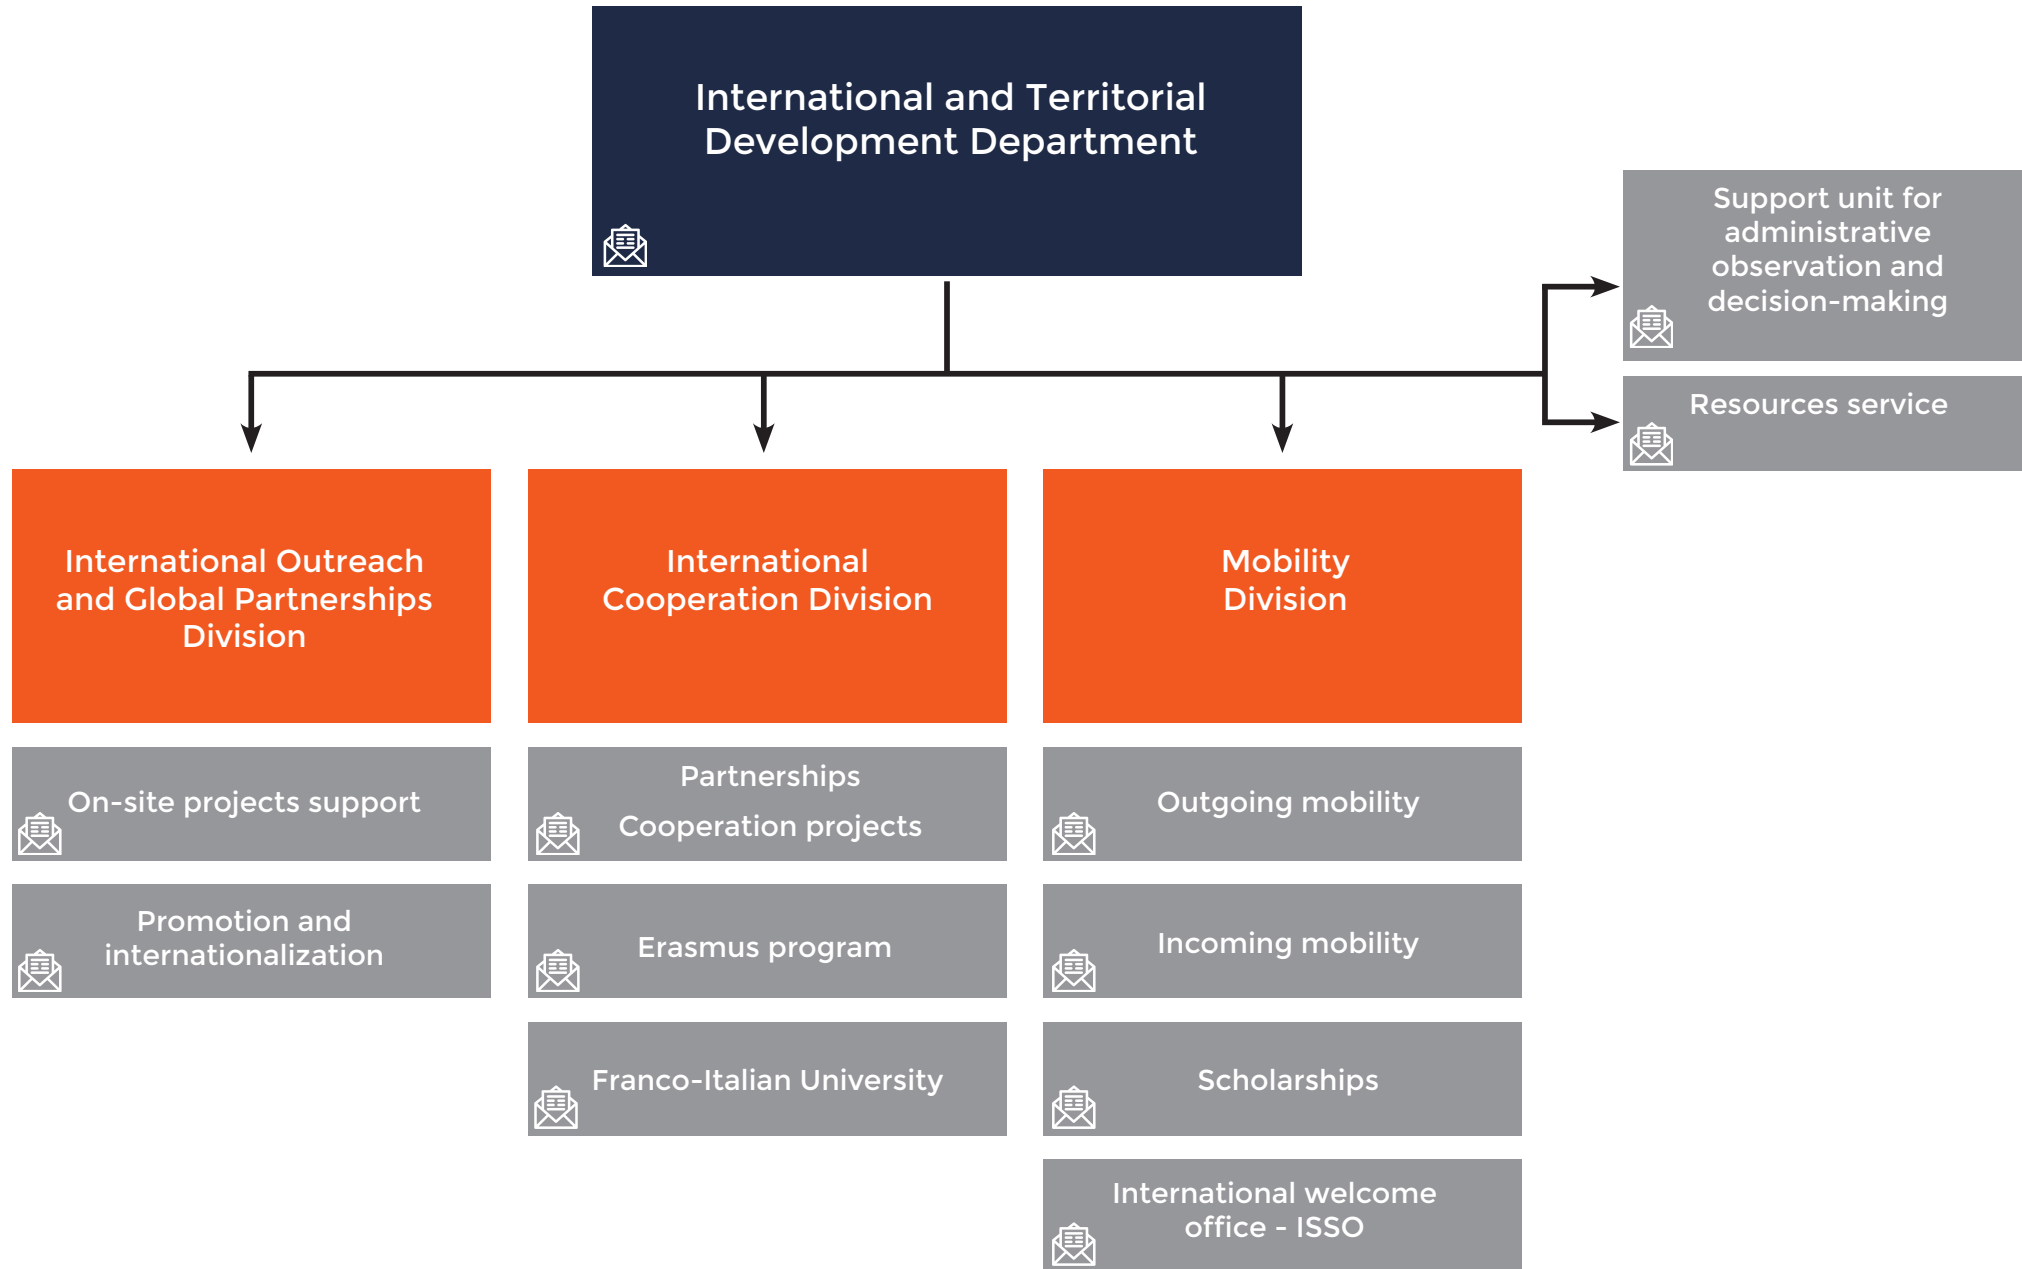 International and Territorial
Development Department
Support unit for
administrative
observation and
decision-making
Resources service
International Outreach
and Global Partnerships
Division
On-site projects support
Promotion and
internationalization
International
Cooperation Division
Partnerships
Cooperation projects
Erasmus program
Franco-Italian University
Mobility
Division
Outgoing mobility
Incoming mobility
Scholarships
International welcome
office - ISSO